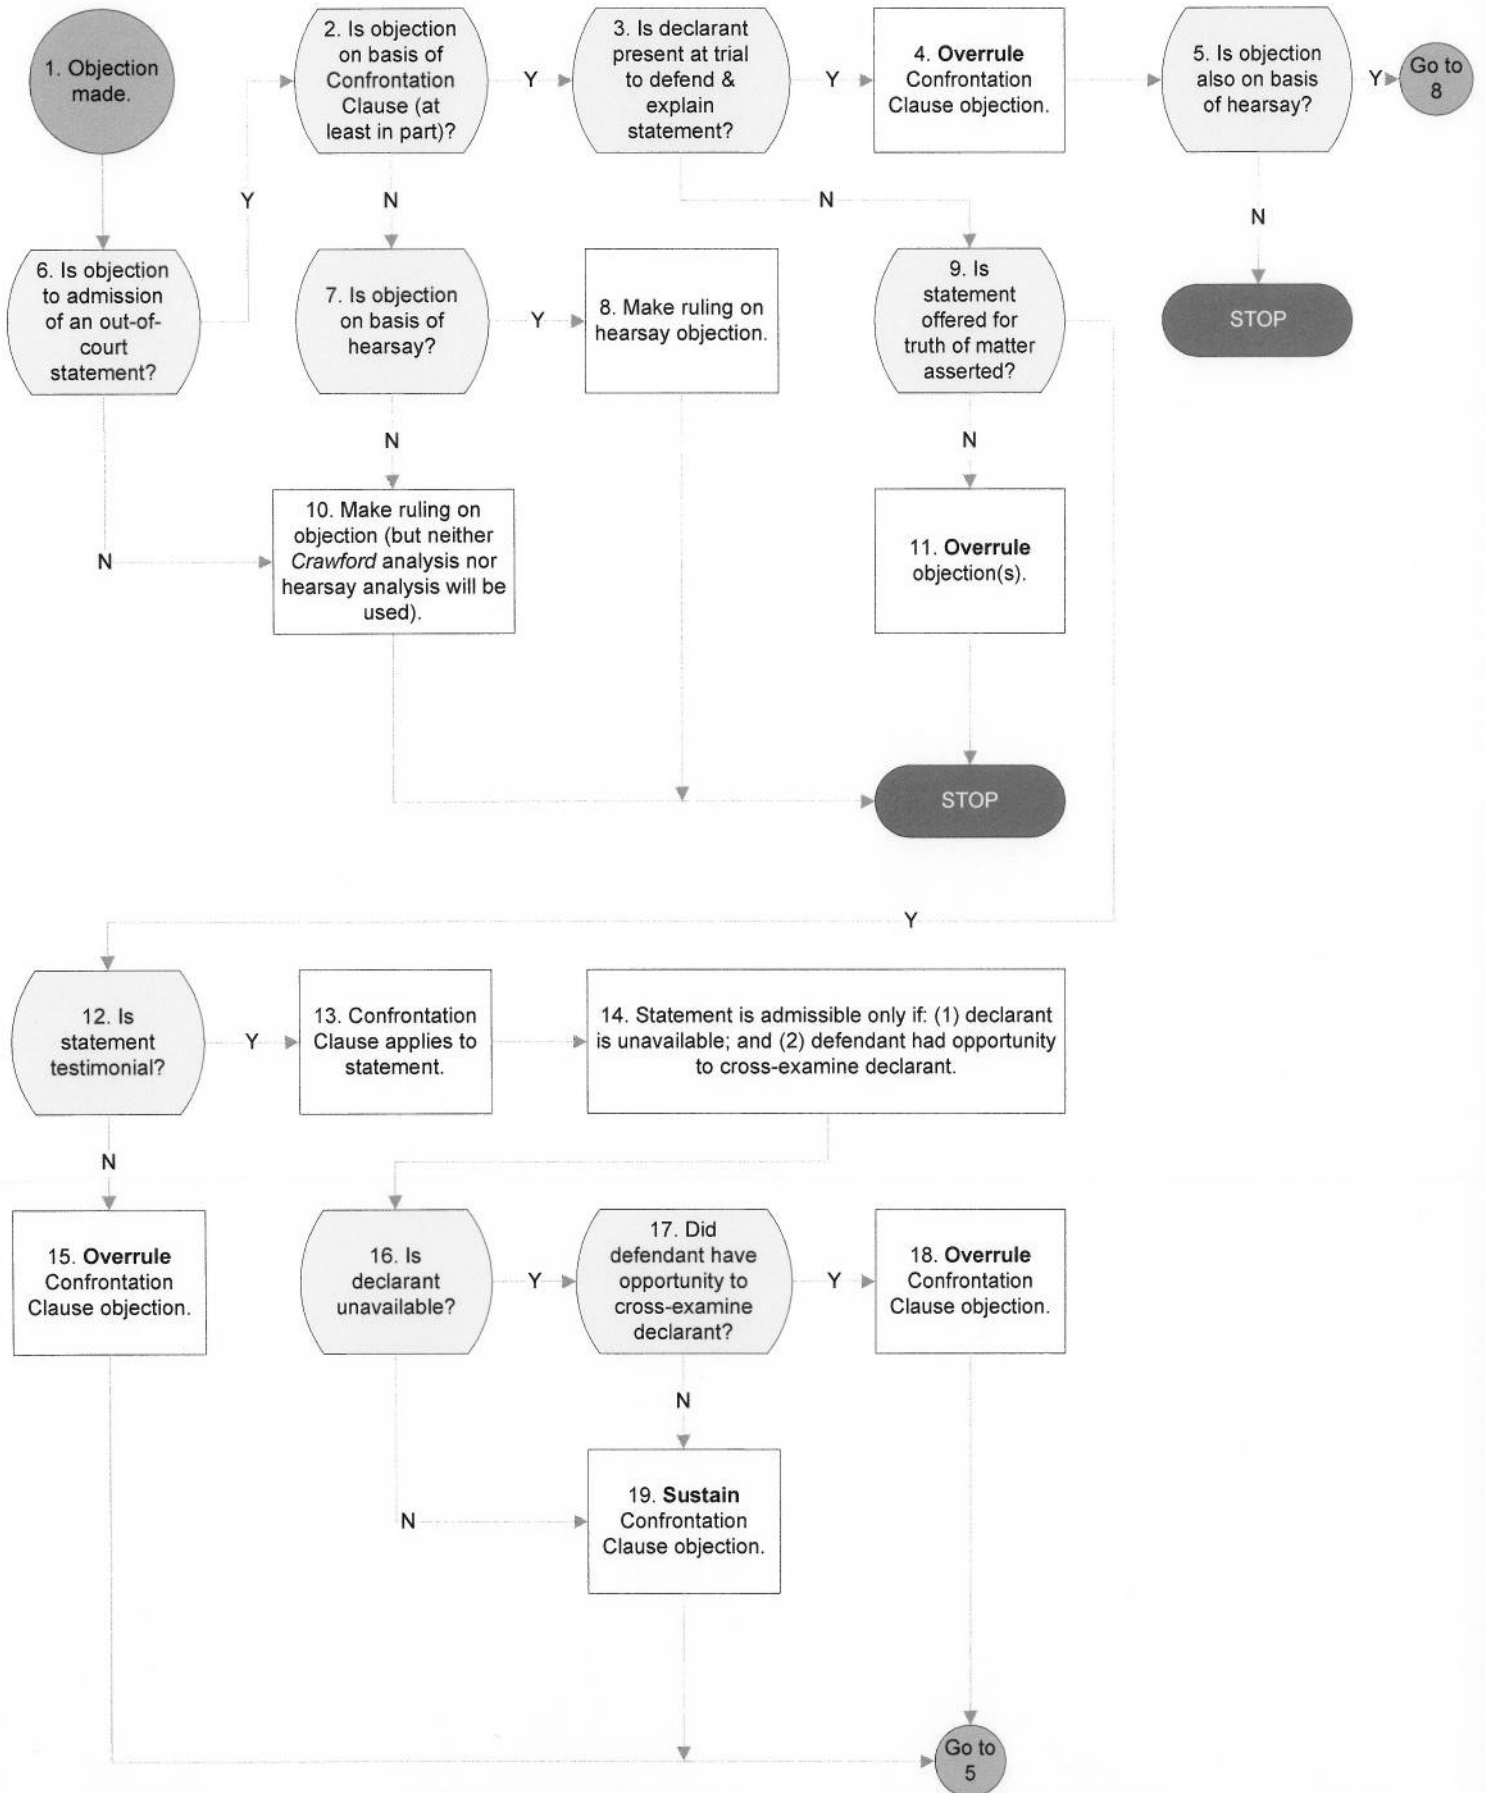 1. Objection
made.
2. Is objection
on basis of
Confrontation
Clause (at
least in part)?
Y
3. Is declarant
present at trial
to defend &
explain
statement?
Y
4. Overrule
Confrontation
Clause objection.
5. Is objection
also on basis
of hearsay?
Y
Go to
8
Y
N
N
N
6. Is objection
to admission
of an out-of-
court
statement?
7. Is objection
on basis of
hearsay?
Y
8. Make ruling on
hearsay objection.
9. Is
statement
offered for
truth of matter
asserted?
STOP
N
N
N
10. Make ruling on
objection (but neither
Crawford analysis nor
hearsay analysis will be
used).
11. Overrule
objection(s).
STOP
Y
12. Is
statement
testimonial?
Y
13. Confrontation
Clause applies to
statement.
14. Statement is admissible only if: (1) declarant
is unavailable; and (2) defendant had opportunity
to cross-examine declarant.
N
15. Overrule
Confrontation
Clause objection.
16. Is
declarant
unavailable?
Y
17. Did
defendant have
opportunity to
cross-examine
declarant?
Y
18. Overrule
Confrontation
Clause objection.
N
N
19. Sustain
Confrontation
Clause objection.
Go to
5